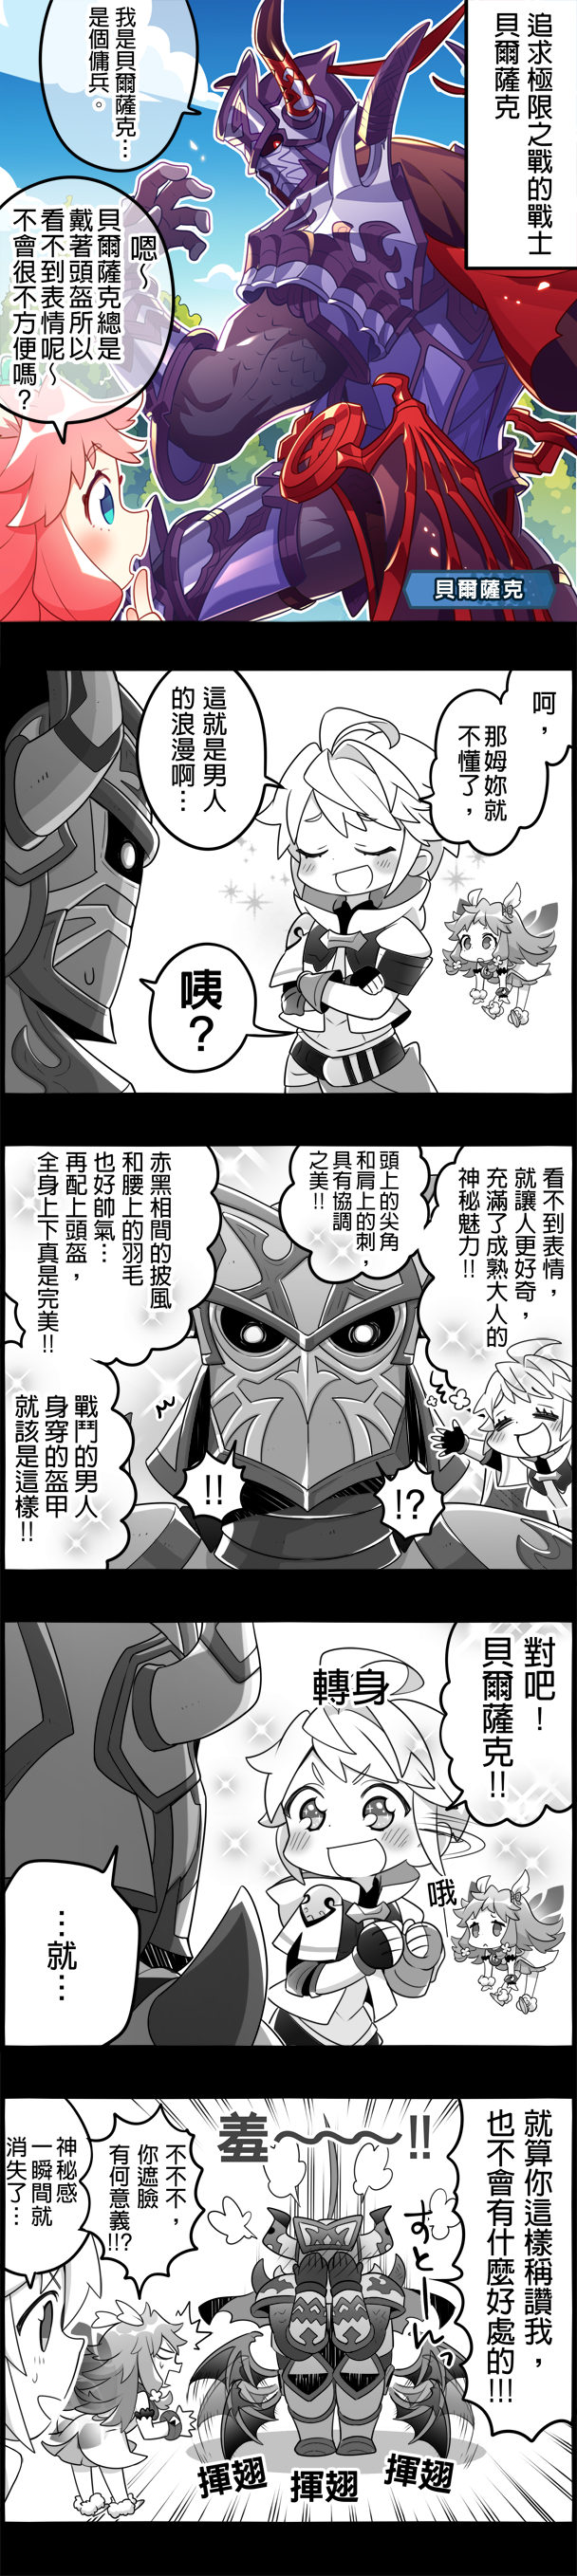 追求極限之戰的戰士
貝爾薩克
我是貝爾薩克…
是個傭兵。
嗯～
貝爾薩克總是
戴著頭盔所以
看不到表情呢～
不會很不方便嗎？
貝爾薩克
呵，
那姆妳就
不懂了，
這就是男人
的浪漫啊…
咦？
看不到表情，
就讓人更好奇，
充滿了成熟大人的
神秘魅力!!
頭上的尖角
和肩上的刺，
具有協調
之美!!
赤黑相間的披風
和腰上的羽毛
也好帥氣…
再配上頭盔，
全身上下真是完美!!
!?
!!
戰鬥的男人
身穿的盔甲
就該是這樣!!
對吧！
貝爾薩克!!
轉身
哦
…就…
就算你這樣稱讚我，
也不會有什麼好處的!!!
羞～～～!!
すとーんっ
不不不，
你遮臉
有何意義!!?
神秘感
一瞬間就
消失了…
揮翅
揮翅
揮翅